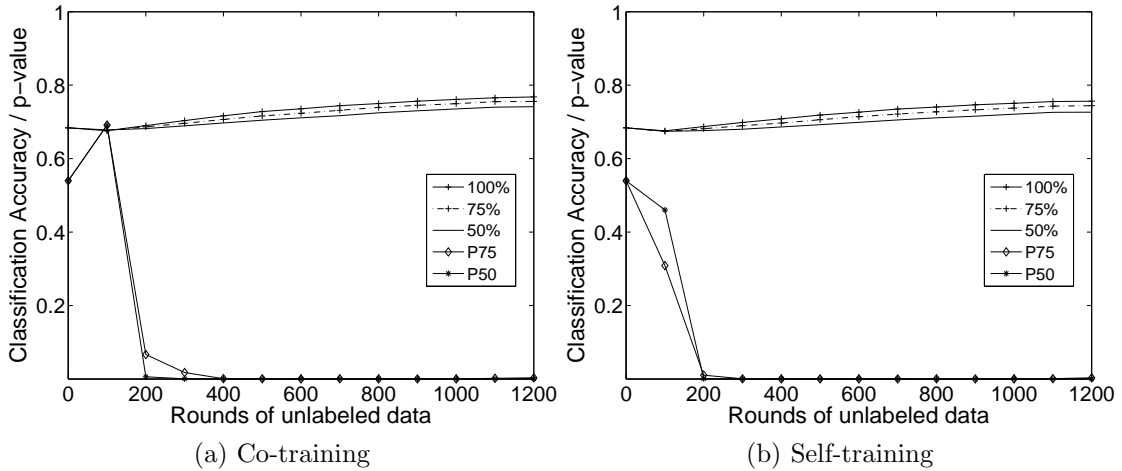 Classification Accuracy / p-value
1
0.8
0.6
0.4
0.2
0 200 400 600 800 1000 1200
Rounds of unlabeled data
100%
75%
50%
P75
P50
(a) Co-training
Classification Accuracy / p-value
1
0.8
0.6
0.4
0.2
0 200 400 600 800 1000 1200
Rounds of unlabeled data
100%
75%
50%
P75
P50
(b) Self-training